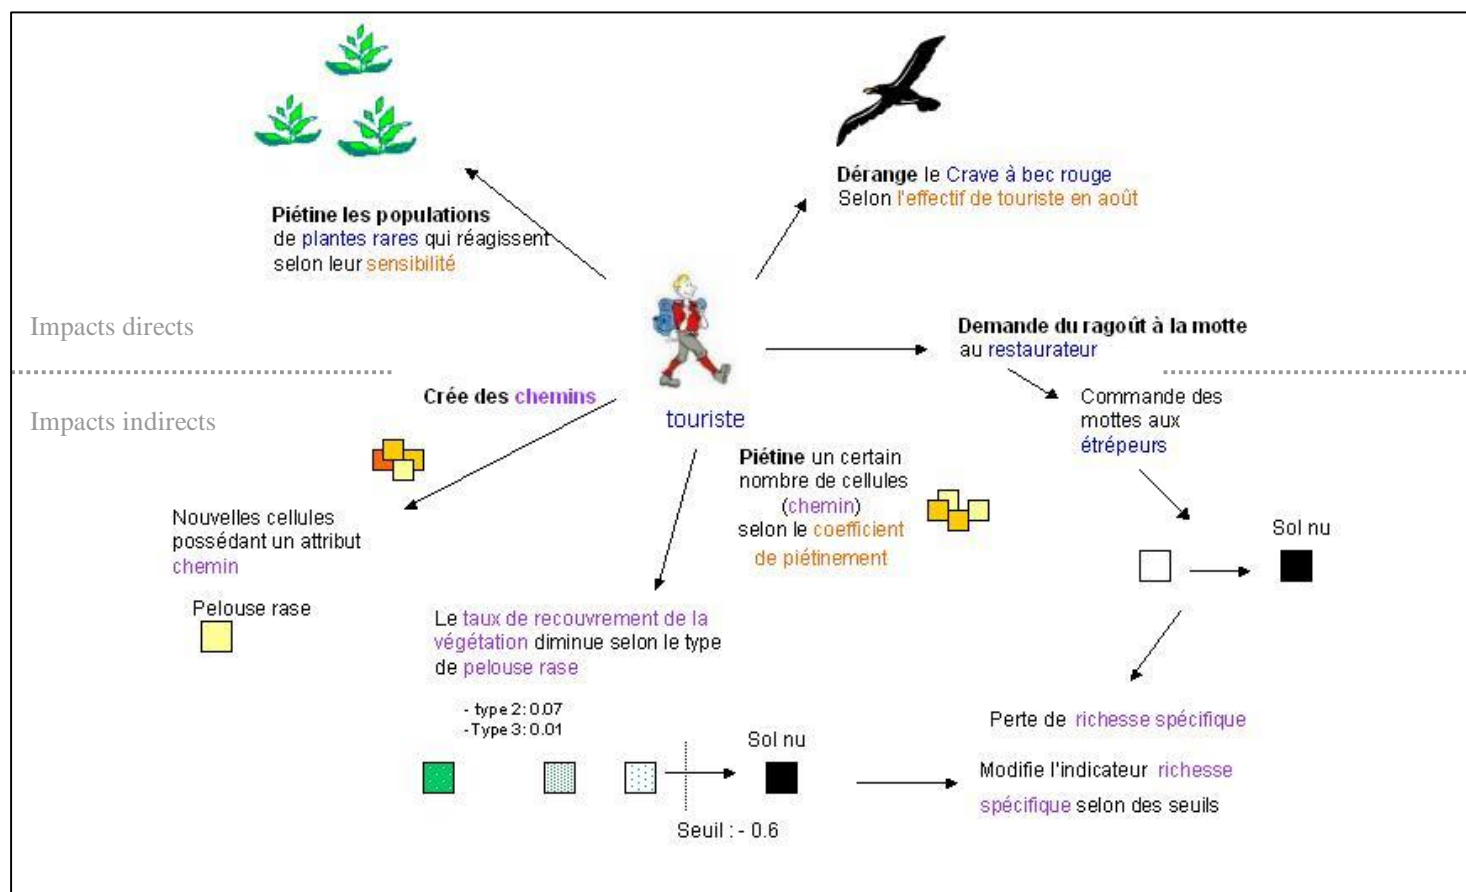 Dérange le Crave à bec rouge
Selon l'effectif de touriste en août
Piétine les populations
de plantes rares qui réagissent
selon leur sensibilité
Impacts directs
Demande du ragoût à la motte
au restaurateur
Impacts indirects
Crée des chemins
touriste
Commande des
mottes aux
étrépeurs
Piétine un certain
nombre de cellules
(chemin)
selon le coefficient
de piétinement
Nouvelles cellules
possédant un attribut
chemin
Pelouse rase
Sol nu
Le taux de recouvrement de la
végétation diminue selon le type
de pelouse rase
- type 2: 0.07
-Type 3: 0.01
Sol nu
Seuil : - 0.6
Perte de richesse spécifique
Modifie l'indicateur richesse
spécifique selon des seuils